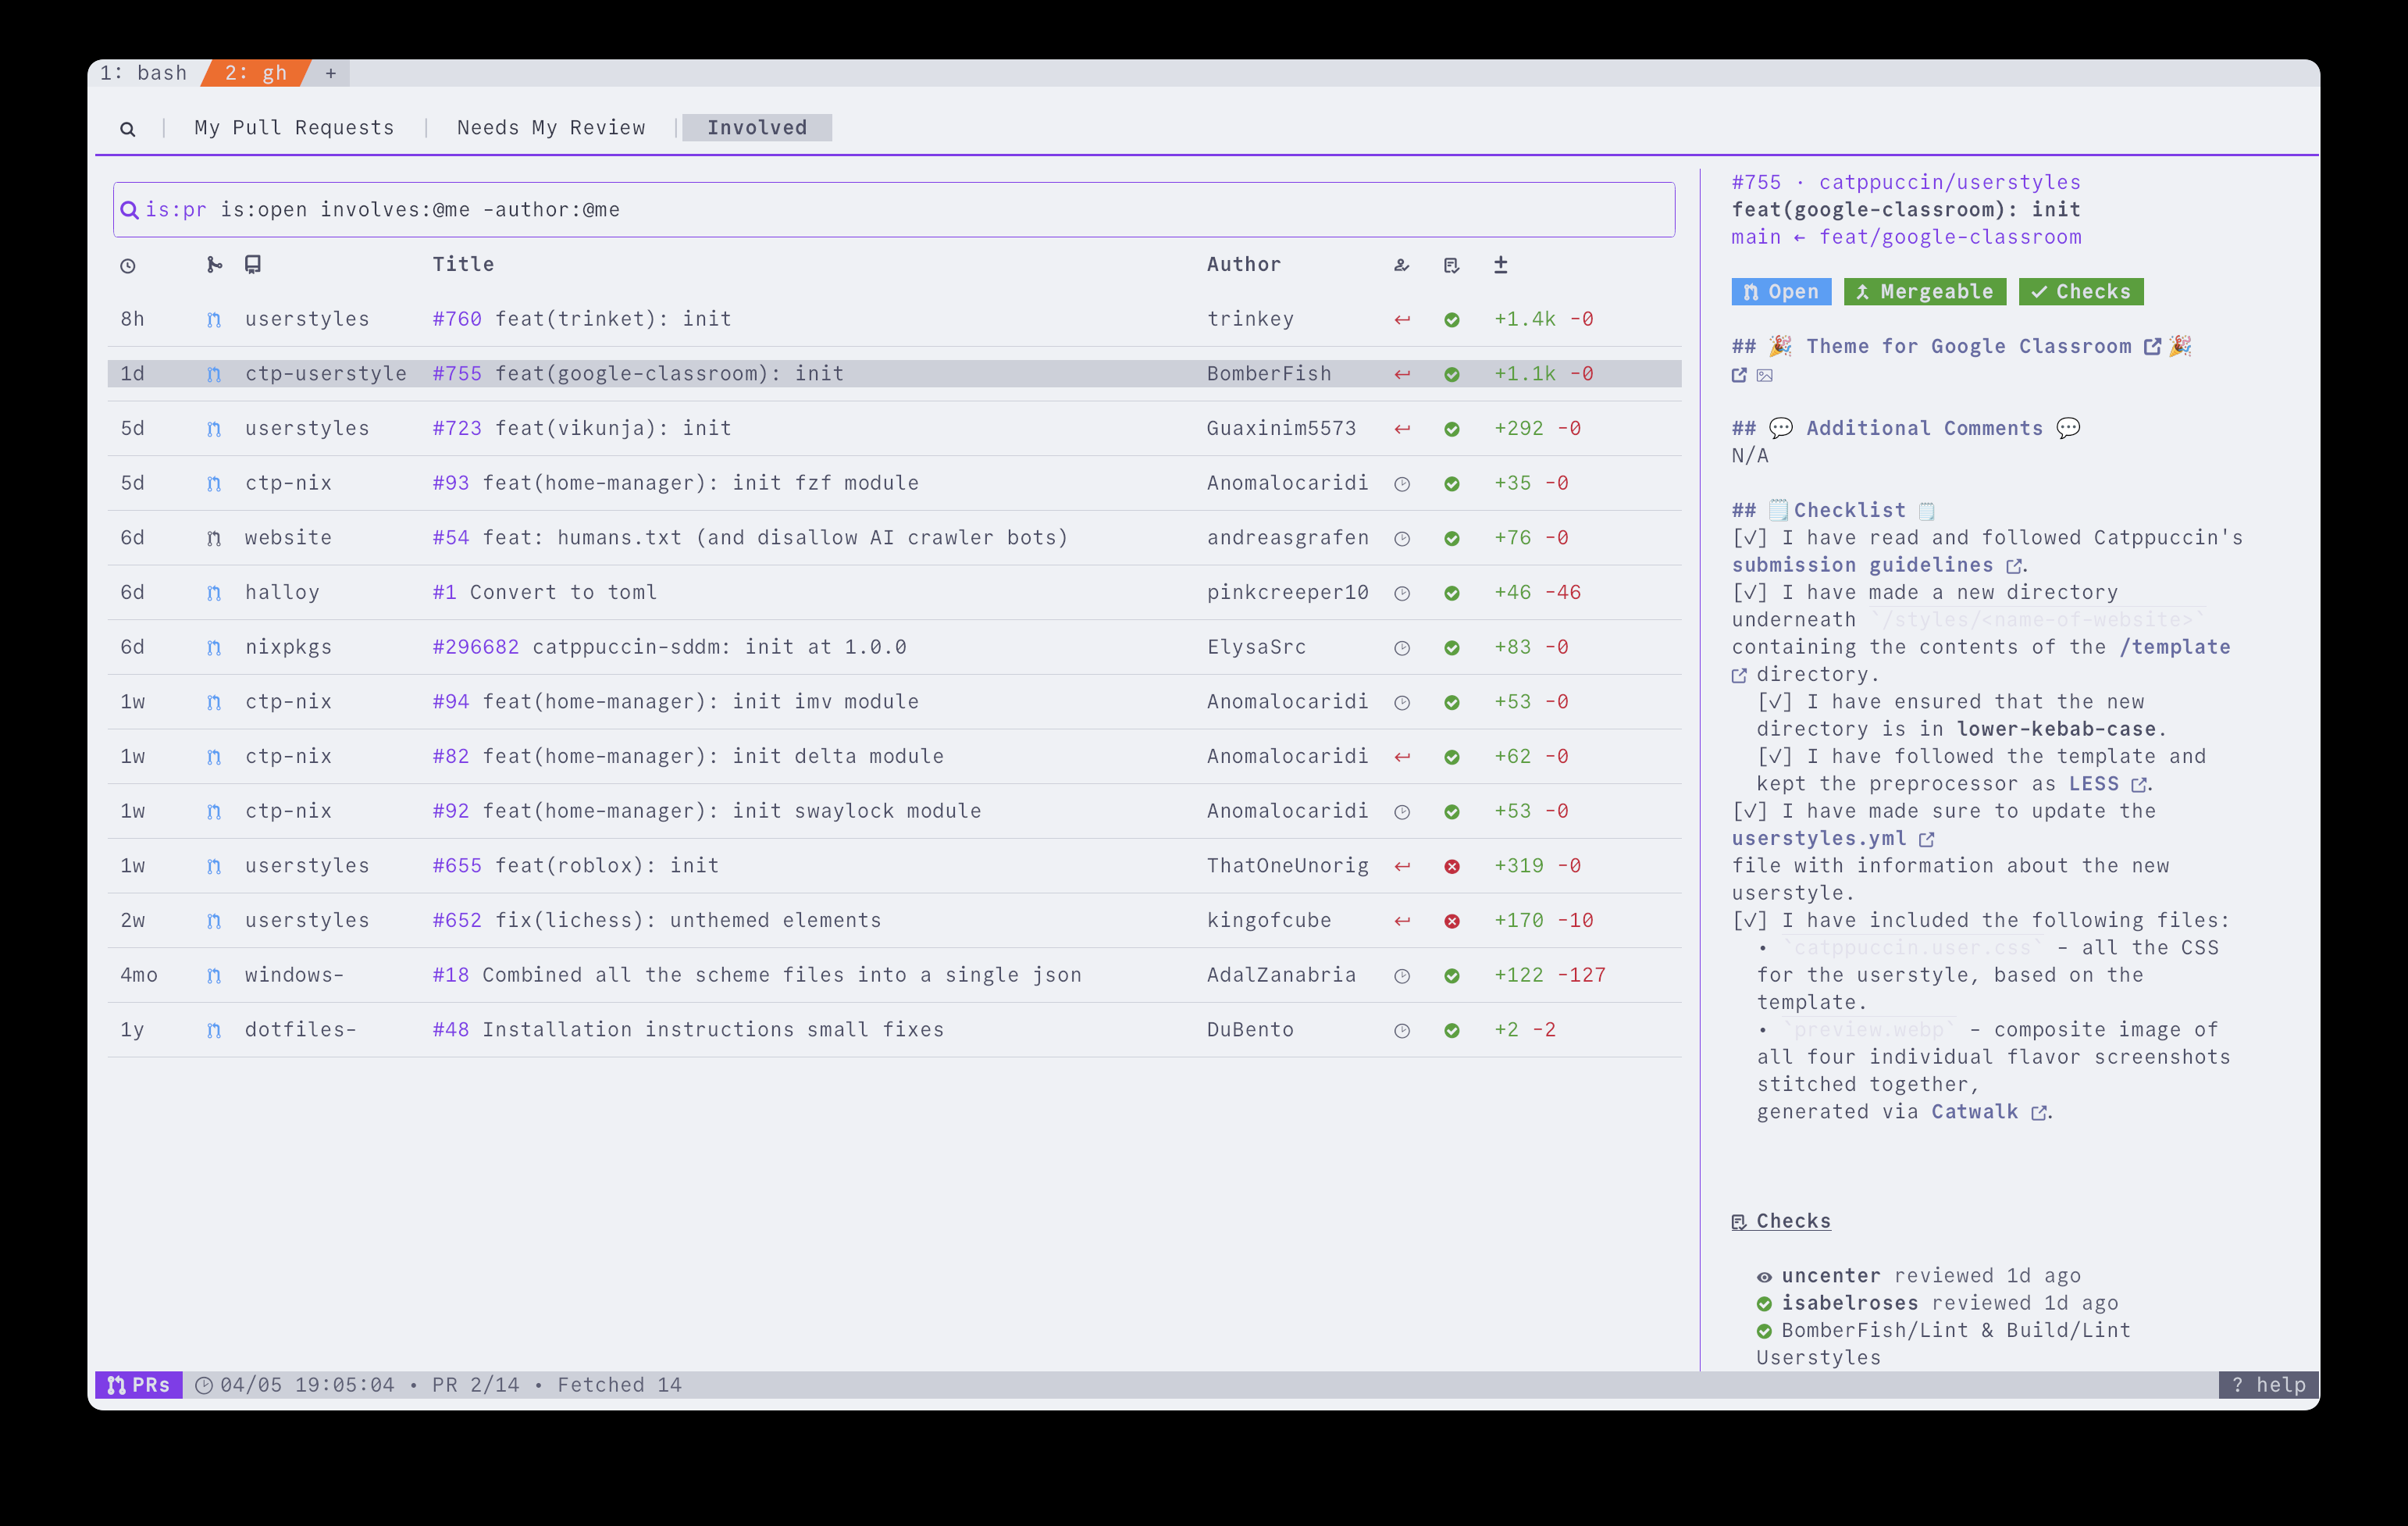 1: bash 2: gh +
My Pull Requests | Needs My Review | Involved
is:pr is:open involves:@me -author:@me
Title Author ±
8h userstyles #760 feat(trinket): init trinkey +1.4k -0
1d ctp-userstyle #755 feat(google-classroom): init BomberFish +1.1k -0
5d userstyles #723 feat(vikunja): init Guaxinim5573 +292 -0
5d ctp-nix #93 feat(home-manager): init fzf module Anomalocaridi +35 -0
6d website #54 feat: humans.txt (and disallow AI crawler bots) andreasgrafen +76 -0
6d halloy #1 Convert to toml pinkcreeper10 +46 -46
6d nixpkgs #296682 catppuccin-sddm: init at 1.0.0 ElysaSrc +83 -0
1w ctp-nix #94 feat(home-manager): init imv module Anomalocaridi +53 -0
1w ctp-nix #82 feat(home-manager): init delta module Anomalocaridi +62 -0
1w ctp-nix #92 feat(home-manager): init swaylock module Anomalocaridi +53 -0
1w userstyles #655 feat(roblox): init ThatOneUnorig +319 -0
2w userstyles #652 fix(lichess): unthemed elements kingofcube +170 -10
4mo windows- #18 Combined all the scheme files into a single json AdalZanabria +122 -127
1y dotfiles- #48 Installation instructions small fixes DuBento +2 -2
#755 · catppuccin/userstyles
feat(google-classroom): init
main ← feat/google-classroom
Open Mergeable Checks
## 🎉 Theme for Google Classroom 🎉
## 💬 Additional Comments 💬
N/A
## 🗒️ Checklist 🗒️
[✓] I have read and followed Catppuccin's
submission guidelines .
[✓] I have made a new directory
underneath `/styles/<name-of-website>`
containing the contents of the /template
directory.
[✓] I have ensured that the new
directory is in lower-kebab-case.
[✓] I have followed the template and
kept the preprocessor as LESS .
[✓] I have made sure to update the
userstyles.yml
file with information about the new
userstyle.
[✓] I have included the following files:
• `catppuccin.user.css` - all the CSS
for the userstyle, based on the
template.
• `preview.webp` - composite image of
all four individual flavor screenshots
stitched together,
generated via Catwalk .
Checks
uncenter reviewed 1d ago
isabelroses reviewed 1d ago
BomberFish/Lint & Build/Lint
Userstyles
PRs 04/05 19:05:04 • PR 2/14 • Fetched 14 ? help